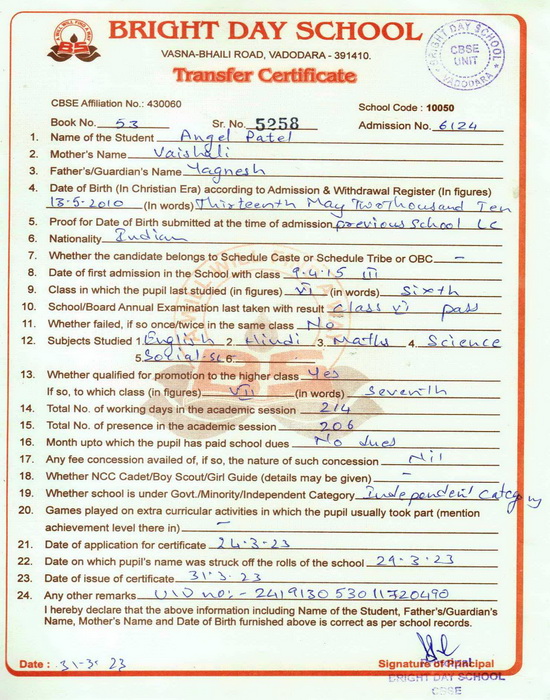 BRIGHT DAY SCHOOL
VASNA-BHAILI ROAD, VADODARA - 391410.
Transfer Certificate
BRIGHT DAY SCHOOL
CBSE
UNIT
VADODARA
CBSE Affiliation No.: 430060
School Code : 10050
Book No. 53 Sr. No. 5258 Admission No. 6124
1. Name of the Student Angel Patel
2. Mother's Name Vaishali
3. Father's/Guardian's Name Yagnesh
4. Date of Birth (In Christian Era) according to Admission & Withdrawal Register (In figures)
13-5-2010 (In words) Thirteenth May Two Thousand Ten
5. Proof for Date of Birth submitted at the time of admission previous School LC
6. Nationality Indian
7. Whether the candidate belongs to Schedule Caste or Schedule Tribe or OBC -
8. Date of first admission in the School with class 9.4.15 III
9. Class in which the pupil last studied (in figures) VI (in words) Sixth
10. School/Board Annual Examination last taken with result class VI pass
11. Whether failed, if so once/twice in the same class No
12. Subjects Studied 1. English 2. Hindi 3. Maths 4. Science
5. Social-Sc 6.
13. Whether qualified for promotion to the higher class Yes
If so, to which class (in figures) VII (in words) Seventh
14. Total No. of working days in the academic session 214
15. Total No. of presence in the academic session 206
16. Month upto which the pupil has paid school dues No dues
17. Any fee concession availed of, if so, the nature of such concession Nil
18. Whether NCC Cadet/Boy Scout/Girl Guide (details may be given) -
19. Whether school is under Govt./Minority/Independent Category Independent Category
20. Games played on extra curricular activities in which the pupil usually took part (mention
achievement level there in) -
21. Date of application for certificate 24-3-23
22. Date on which pupil's name was struck off the rolls of the school 24-3-23
23. Date of issue of certificate 31-3-23
24. Any other remarks UID no:- 241913053011720490
I hereby declare that the above information including Name of the Student, Father's/Guardian's
Name, Mother's Name and Date of Birth furnished above is correct as per school records.
Date : 31-3-23
Signature of Principal
Principal
BRIGHT DAY SCHOOL
CBSE